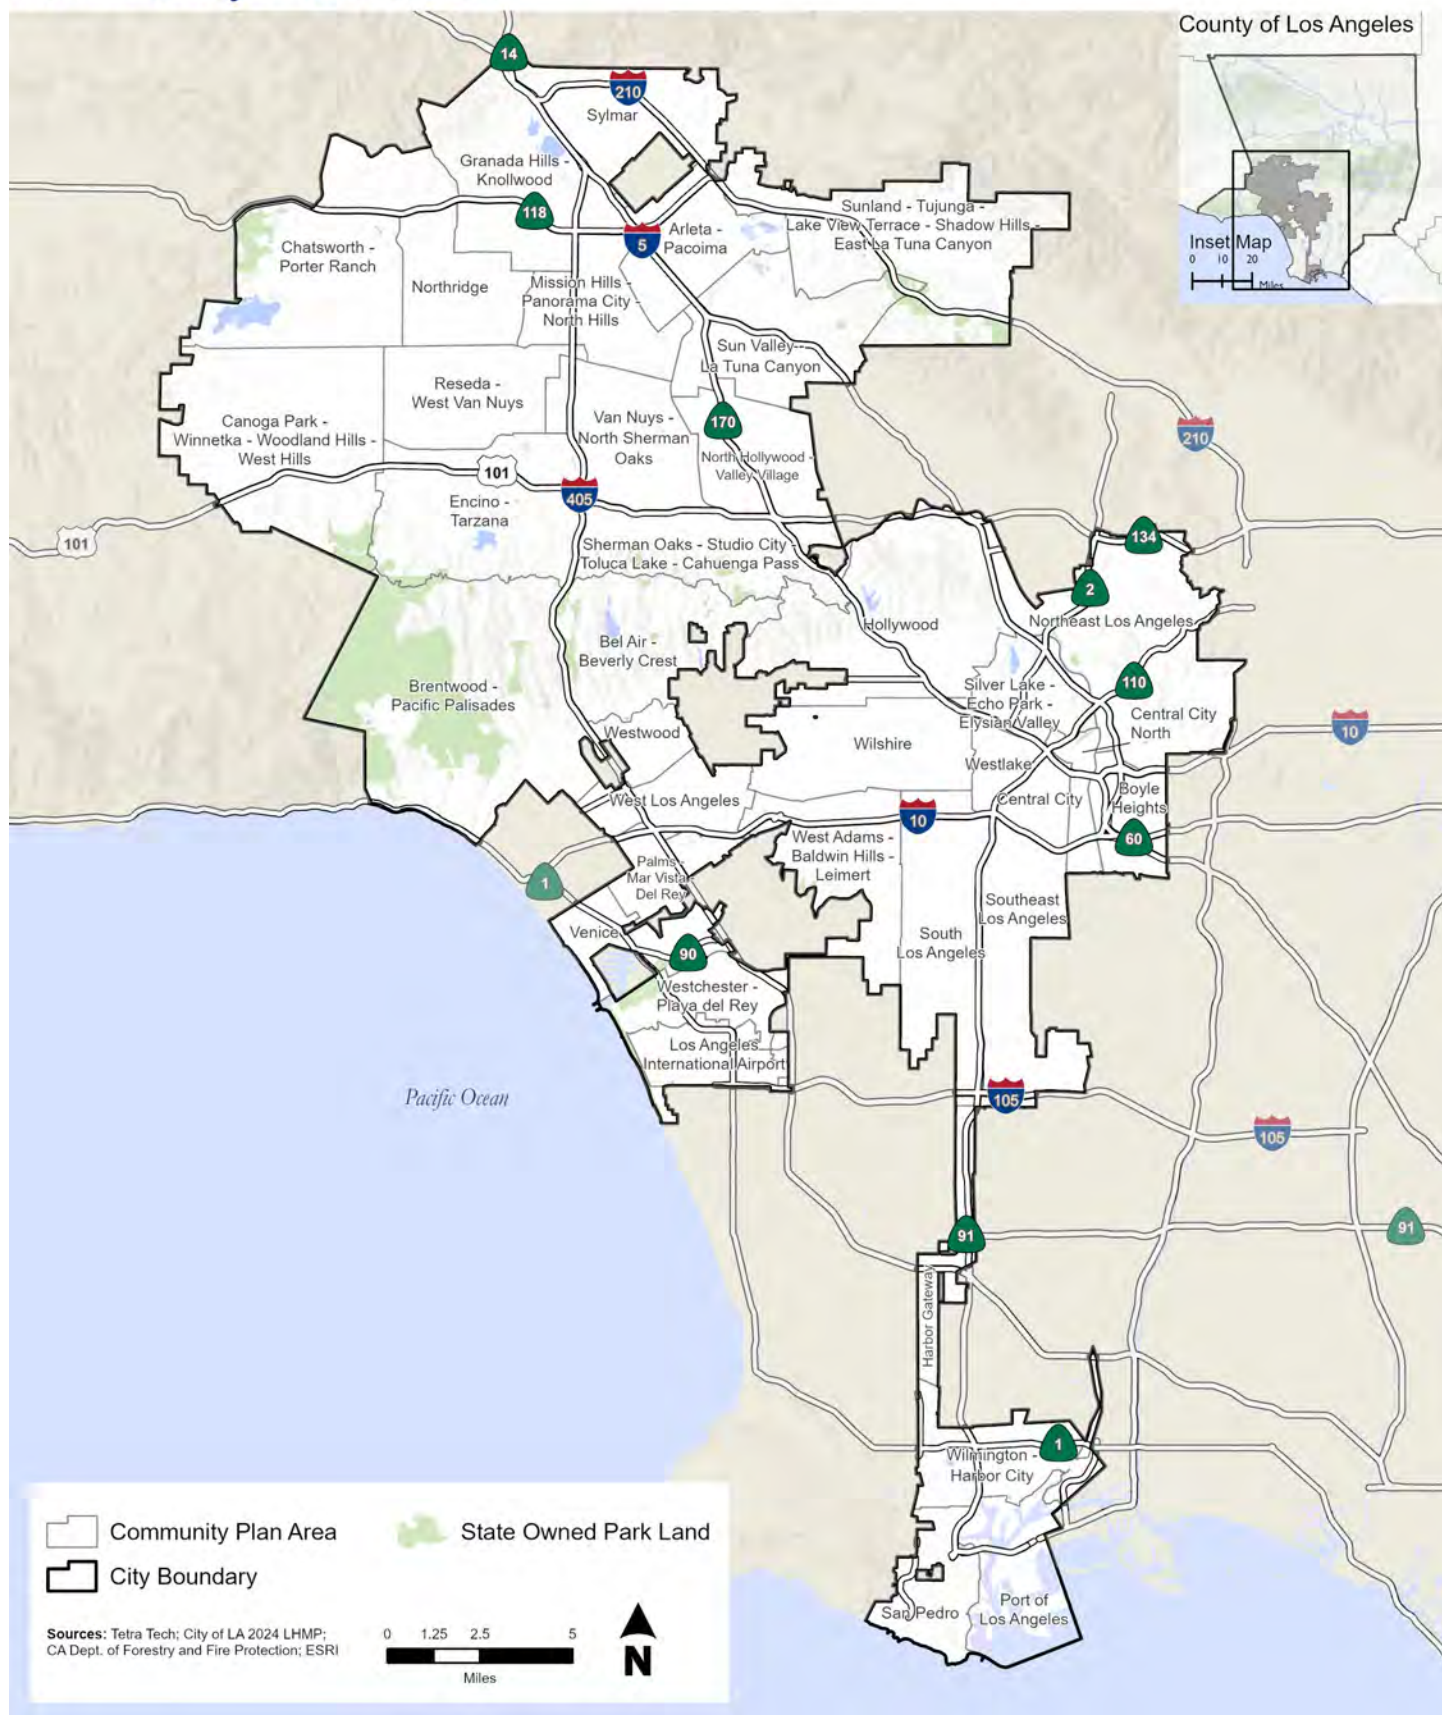 County of Los Angeles
14
210
Sylmar
Granada Hills -
Knollwood
118
5
Arleta -
Pacoima
Sunland - Tujunga -
Lake View Terrace - Shadow Hills -
East La Tuna Canyon
Inset Map
0 10 20
Miles
Chatsworth -
Porter Ranch
Northridge
Mission Hills -
Panorama City -
North Hills
Sun Valley -
La Tuna Canyon
Reseda -
West Van Nuys
Canoga Park -
Winnetka - Woodland Hills -
West Hills
Van Nuys -
North Sherman
Oaks
170
North Hollywood -
Valley Village
210
101
405
101
Encino -
Tarzana
Sherman Oaks - Studio City -
Toluca Lake - Cahuenga Pass
134
2
Northeast Los Angeles
Hollywood
Bel Air -
Beverly Crest
Brentwood -
Pacific Palisades
110
Silver Lake -
Echo Park -
Elysian Valley
Central City
North
10
Westwood
Wilshire
Westlake
West Los Angeles
Central City
Boyle
Heights
10
60
West Adams -
Baldwin Hills -
Leimert
Palms -
Mar Vista -
Del Rey
1
Southeast
Los Angeles
Venice
South
Los Angeles
90
Westchester -
Playa del Rey
Los Angeles
International Airport
Pacific Ocean
105
105
91
91
Harbor Gateway
1
Wilmington -
Harbor City
San Pedro
Port of
Los Angeles
Community Plan Area
State Owned Park Land
City Boundary
Sources: Tetra Tech; City of LA 2024 LHMP;
CA Dept. of Forestry and Fire Protection; ESRI
0 1.25 2.5 5
Miles
N